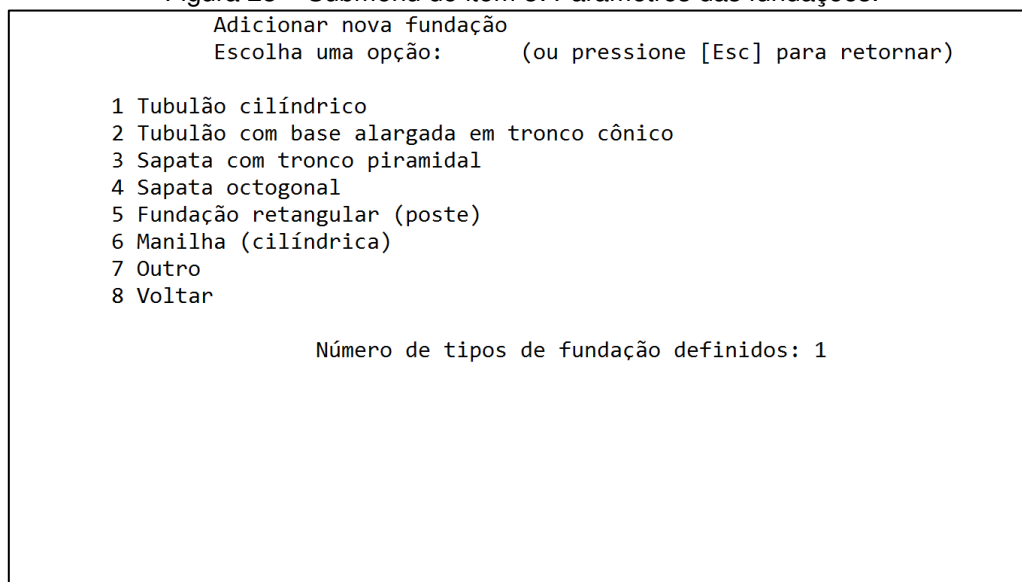 Adicionar nova fundação
Escolha uma opção: (ou pressione [Esc] para retornar)
1 Tubulão cilíndrico
2 Tubulão com base alargada em tronco cônico
3 Sapata com tronco piramidal
4 Sapata octogonal
5 Fundação retangular (poste)
6 Manilha (cilíndrica)
7 Outro
8 Voltar
Número de tipos de fundação definidos: 1